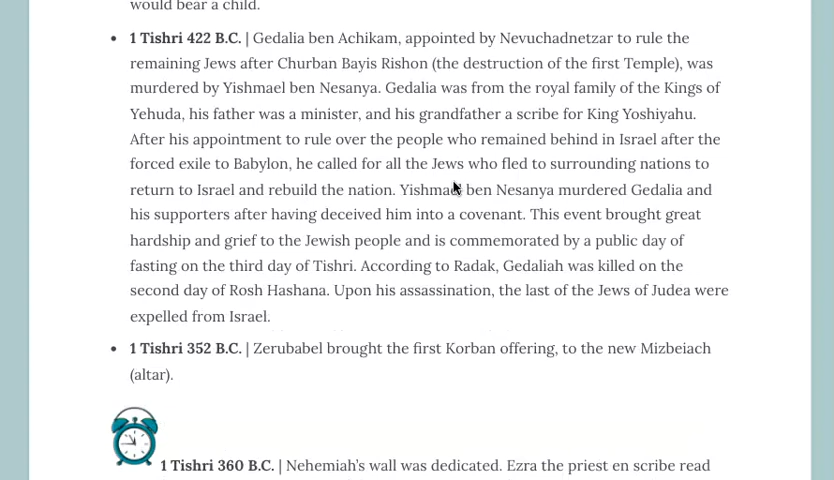 would bear a child.
• 1 Tishri 422 B.C. | Gedalia ben Achikam, appointed by Nevuchadnetzar to rule the
remaining Jews after Churban Bayis Rishon (the destruction of the first Temple), was
murdered by Yishmael ben Nesanya. Gedalia was from the royal family of the Kings of
Yehuda, his father was a minister, and his grandfather a scribe for King Yoshiyahu.
After his appointment to rule over the people who remained behind in Israel after the
forced exile to Babylon, he called for all the Jews who fled to surrounding nations to
return to Israel and rebuild the nation. Yishmael ben Nesanya murdered Gedalia and
his supporters after having deceived him into a covenant. This event brought great
hardship and grief to the Jewish people and is commemorated by a public day of
fasting on the third day of Tishri. According to Radak, Gedaliah was killed on the
second day of Rosh Hashana. Upon his assassination, the last of the Jews of Judea were
expelled from Israel.
• 1 Tishri 352 B.C. | Zerubabel brought the first Korban offering, to the new Mizbeiach
(altar).
1 Tishri 360 B.C. | Nehemiah's wall was dedicated. Ezra the priest en scribe read